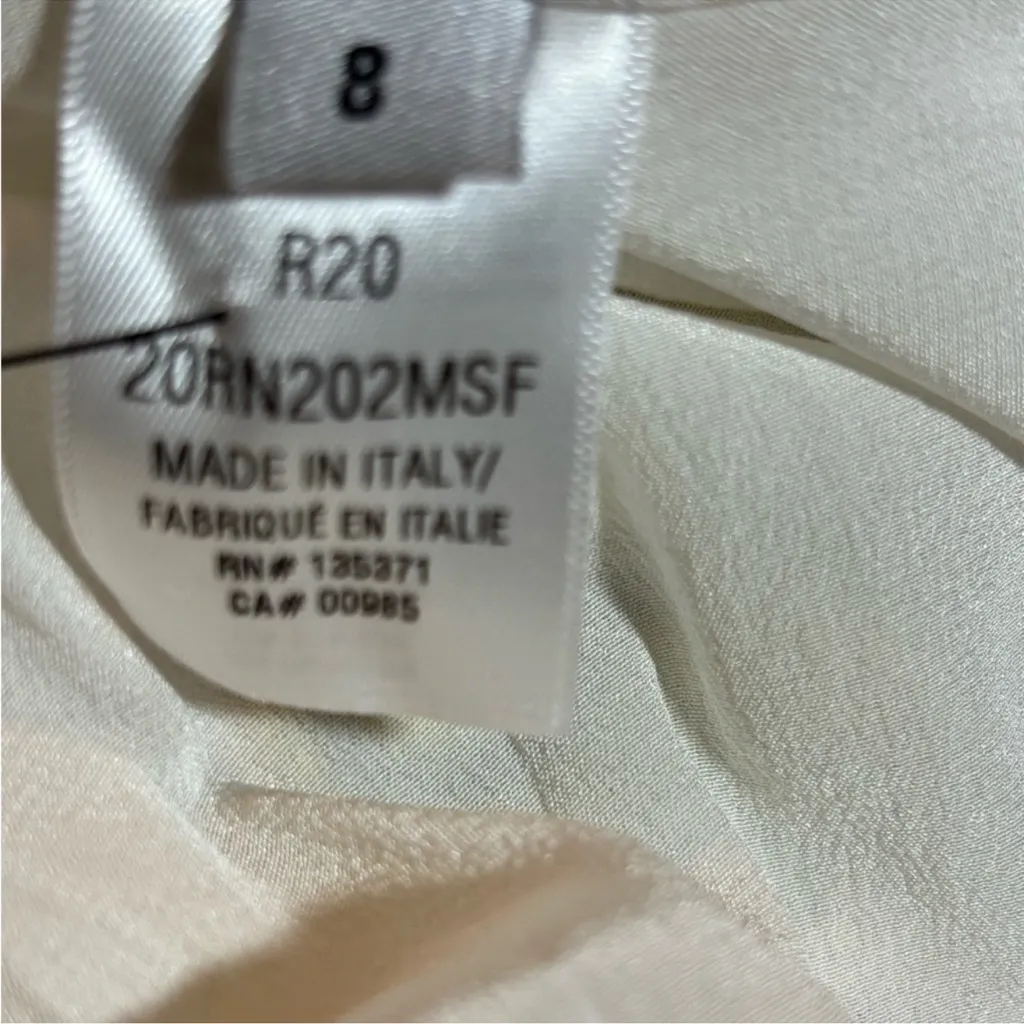 8
R20
20RN202MSF
MADE IN ITALY/
FABRIQUÉ EN ITALIE
RN# 135371
CA# 00985